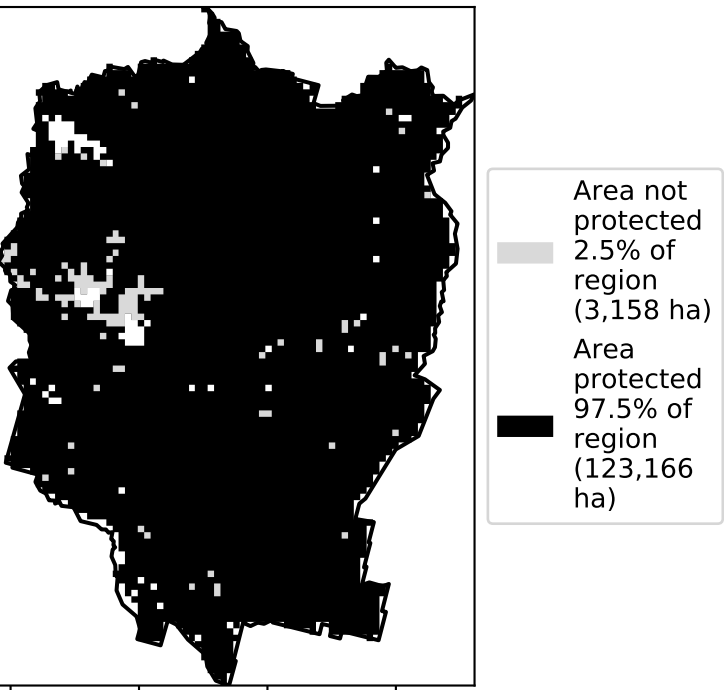 Area not
protected
2.5% of
region
(3,158 ha)
Area
protected
97.5% of
region
(123,166
ha)